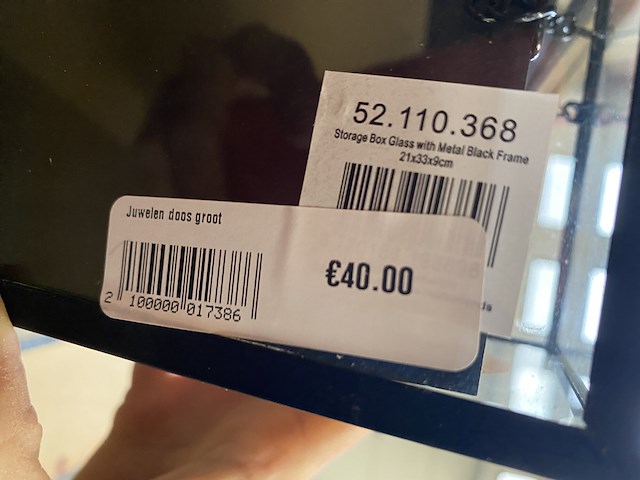 52.110.368
Storage Box Glass with Metal Black Frame
21x33x9cm
Juwelen doos groot
€40.00
2 100000 017386